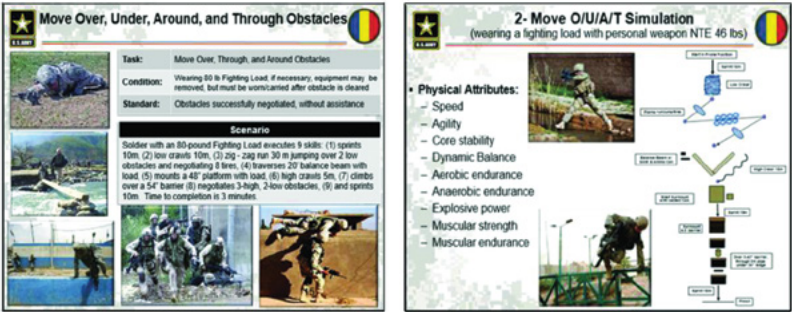 Move Over, Under, Around, and Through Obstacles
U.S. ARMY
Task: Move Over, Through, and Around Obstacles
Condition: Wearing 80 lb Fighting Load, if necessary, equipment may be
removed, but must be worn/carried after obstacle is cleared
Standard: Obstacles successfully negotiated, without assistance
Scenario
Soldier with an 80-pound Fighting Load executes 9 skills: (1) sprints
10m, (2) low crawls 10m, (3) zig - zag run 30 m jumping over 2 low
obstacles and negotiating 8 tires, (4) traverses 20' balance beam with
load, (5) mounts a 48" platform with load, (6) high crawls 5m, (7) climbs
over a 54" barrier (8) negotiates 3-high, 2-low obstacles, (9) and sprints
10m. Time to completion is 3 minutes.
2- Move O/U/A/T Simulation
(wearing a fighting load with personal weapon NTE 46 lbs)
U.S. ARMY
▪ Physical Attributes:
– Speed
– Agility
– Core stability
– Dynamic Balance
– Aerobic endurance
– Anaerobic endurance
– Explosive power
– Muscular strength
– Muscular endurance